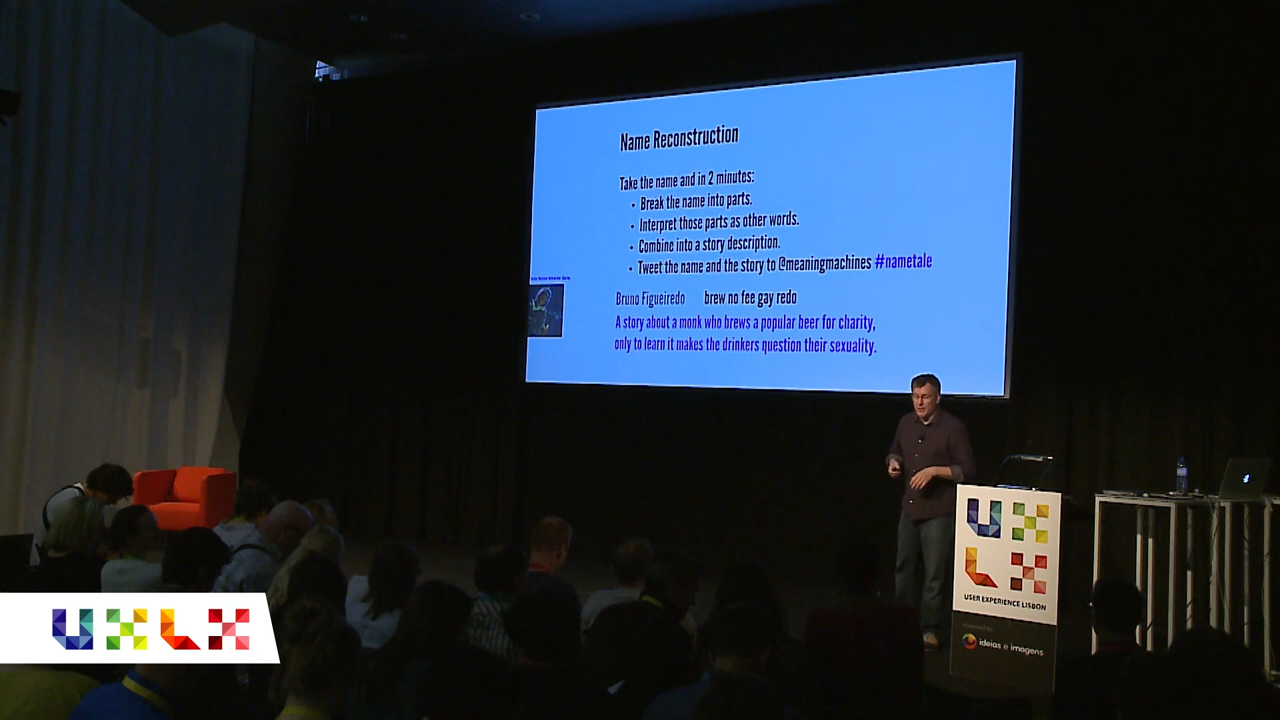 Name Reconstruction
Take the name and in 2 minutes:
• Break the name into parts.
• Interpret those parts as other words.
• Combine into a story description.
• Tweet the name and the story to @meaningmachines #nametale
Bruno Figueiredo brew no fee gay redo
A story about a monk who brews a popular beer for charity,
only to learn it makes the drinkers question their sexuality.
UX
LX
USER EXPERIENCE LISBON
ideias e imagens
UXLX